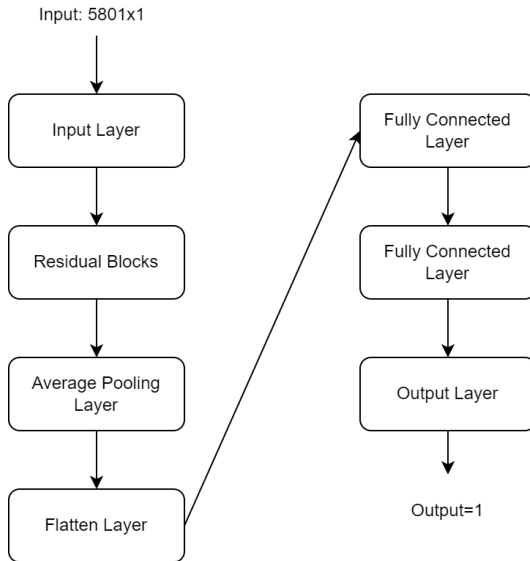 Input: 5801x1
Input Layer
Residual Blocks
Average Pooling
Layer
Flatten Layer
Fully Connected
Layer
Fully Connected
Layer
Output Layer
Output=1